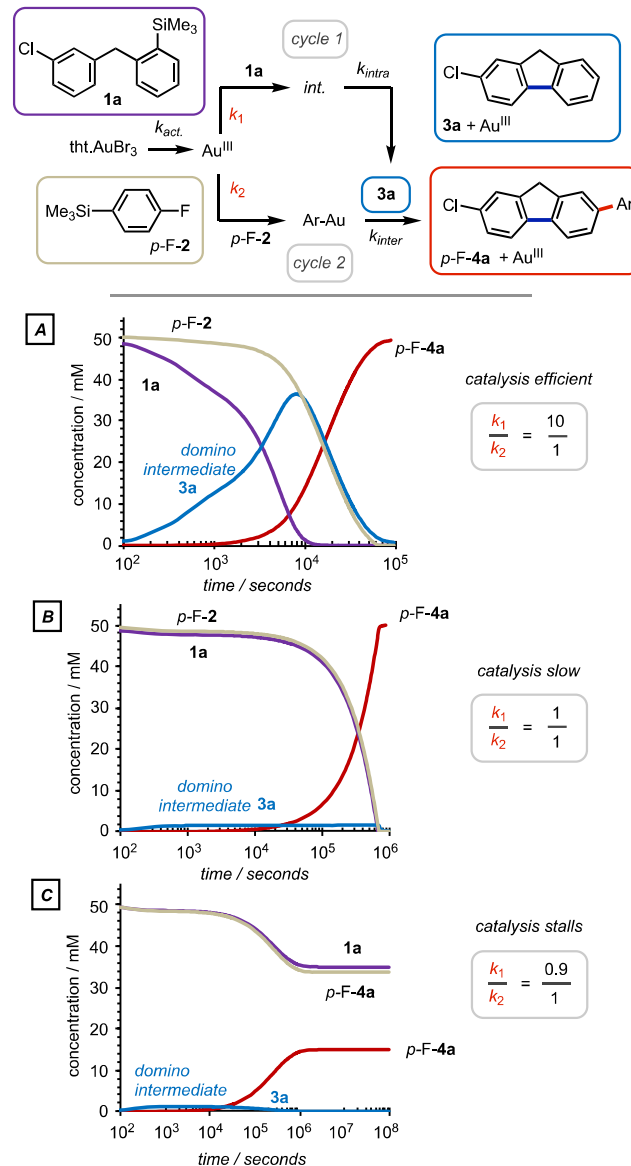 SiMe3
Cl
1a
cycle 1
1a
int.
kintra
Cl
3a + AuIII
kact.
tht.AuBr3
AuIII
k1
k2
3a
Me3Si
F
p-F-2
p-F-2
Ar-Au
kinter
cycle 2
Cl
Ar
p-F-4a + AuIII
A
p-F-2
p-F-4a
1a
domino
intermediate
3a
concentration / mM
50
40
30
20
10
0
10^2 10^3 10^4 10^5
time / seconds
catalysis efficient
k1
k2
=
10
1
B
p-F-2
1a
p-F-4a
domino
intermediate 3a
concentration / mM
50
40
30
20
10
0
10^2 10^3 10^4 10^5 10^6
time / seconds
catalysis slow
k1
k2
=
1
1
C
1a
p-F-4a
p-F-4a
domino
intermediate
3a
concentration / mM
50
40
30
20
10
0
10^2 10^3 10^4 10^5 10^6 10^7 10^8
time / seconds
catalysis stalls
k1
k2
=
0.9
1